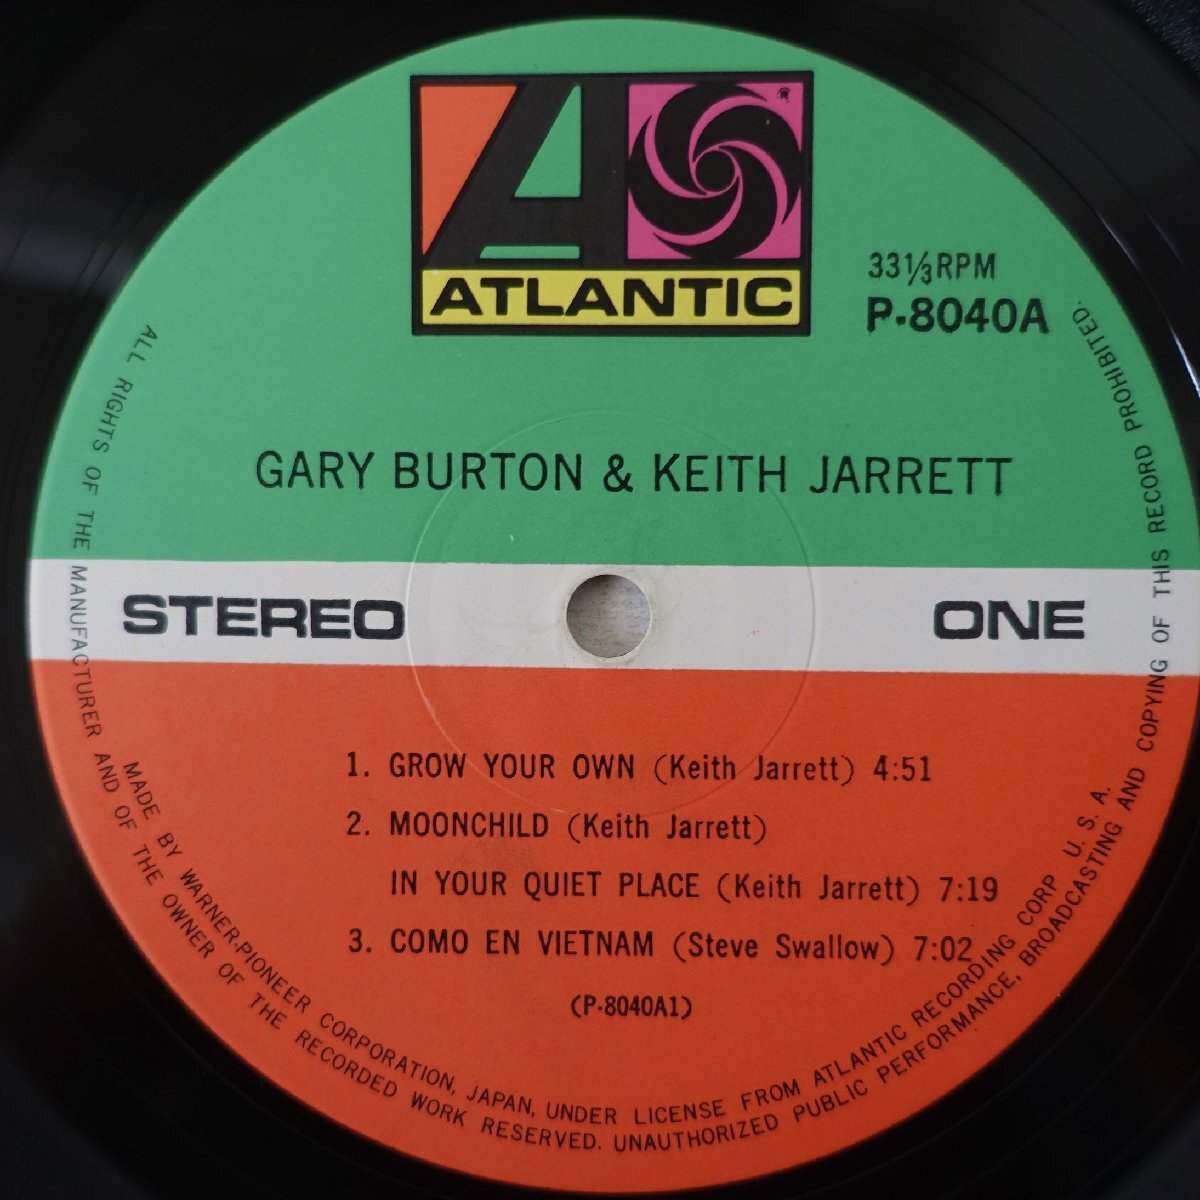 ATLANTIC
33⅓RPM
P-8040A
GARY BURTON & KEITH JARRETT
STEREO
ONE
1. GROW YOUR OWN (Keith Jarrett) 4:51
2. MOONCHILD (Keith Jarrett)
IN YOUR QUIET PLACE (Keith Jarrett) 7:19
3. COMO EN VIETNAM (Steve Swallow) 7:02
(P-8040A1)
MADE BY WARNER-PIONEER CORPORATION, JAPAN, UNDER LICENSE FROM ATLANTIC RECORDING CORP U. S. A.
ALL RIGHTS OF THE MANUFACTURER AND OF THE OWNER OF THE RECORDED WORK RESERVED. UNAUTHORIZED PUBLIC PERFORMANCE, BROADCASTING AND COPYING OF THIS RECORD PROHIBITED.